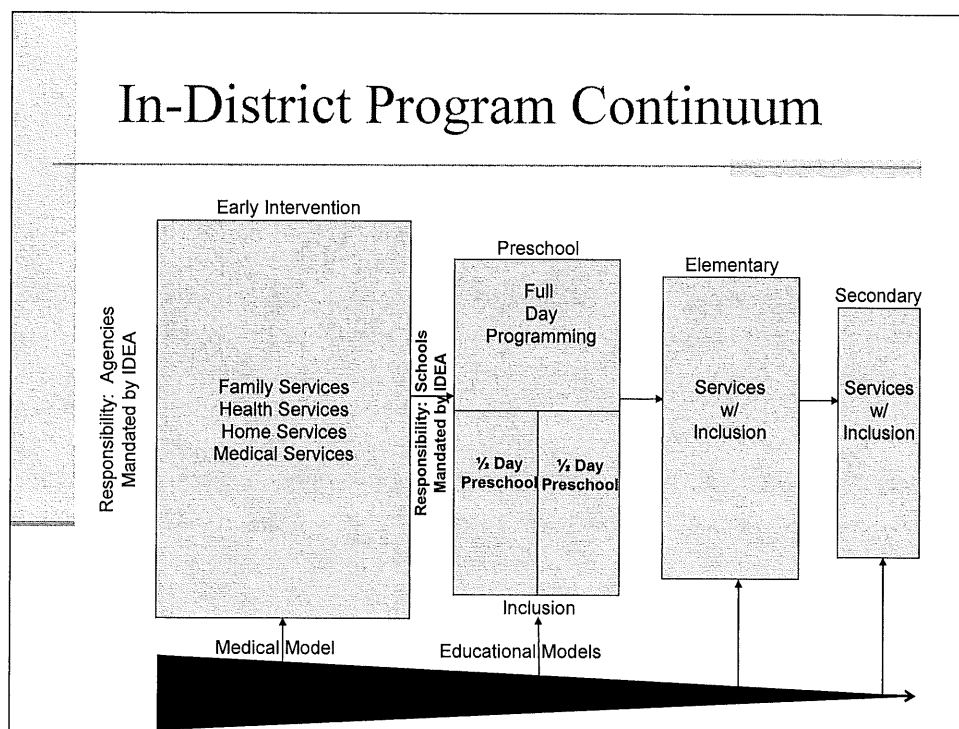 In-District Program Continuum
Early Intervention
Responsibility: Agencies
Mandated by IDEA
Family Services
Health Services
Home Services
Medical Services
Responsibility: Schools
Mandated by IDEA
Preschool
Full
Day
Programming
½ Day
Preschool
½ Day
Preschool
Inclusion
Elementary
Services
w/
Inclusion
Secondary
Services
w/
Inclusion
Medical Model
Educational Models